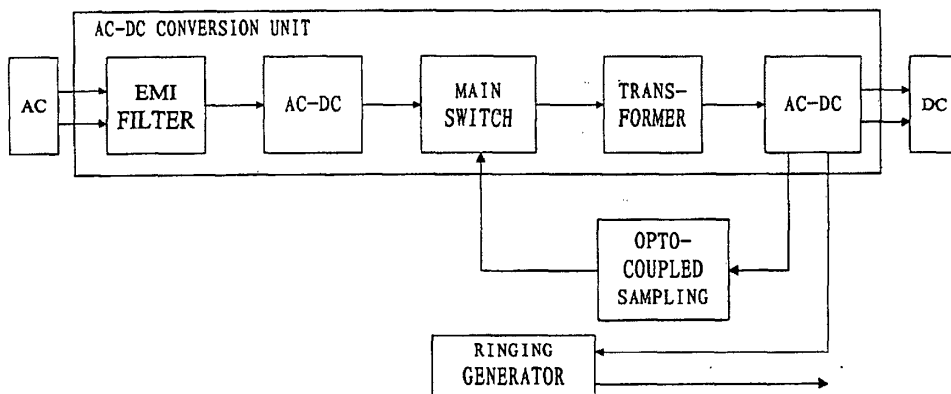 AC-DC CONVERSION UNIT
AC
EMI
FILTER
AC-DC
MAIN
SWITCH
TRANS-
FORMER
AC-DC
DC
OPTO-
COUPLED
SAMPLING
RINGING
GENERATOR